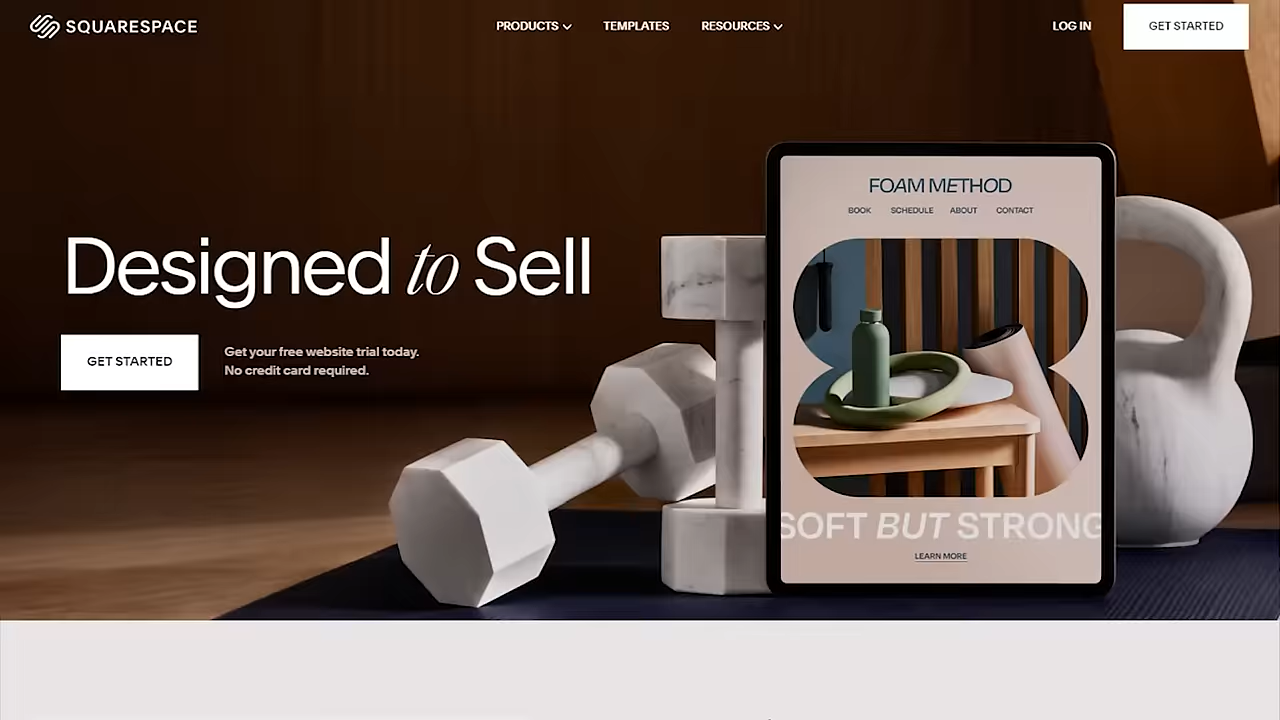 SQUARESPACE
PRODUCTS
TEMPLATES
RESOURCES
LOG IN
GET STARTED
Designed to Sell
GET STARTED
Get your free website trial today.
No credit card required.
FOAM METHOD
BOOK SCHEDULE ABOUT CONTACT
SOFT BUT STRONG
LEARN MORE